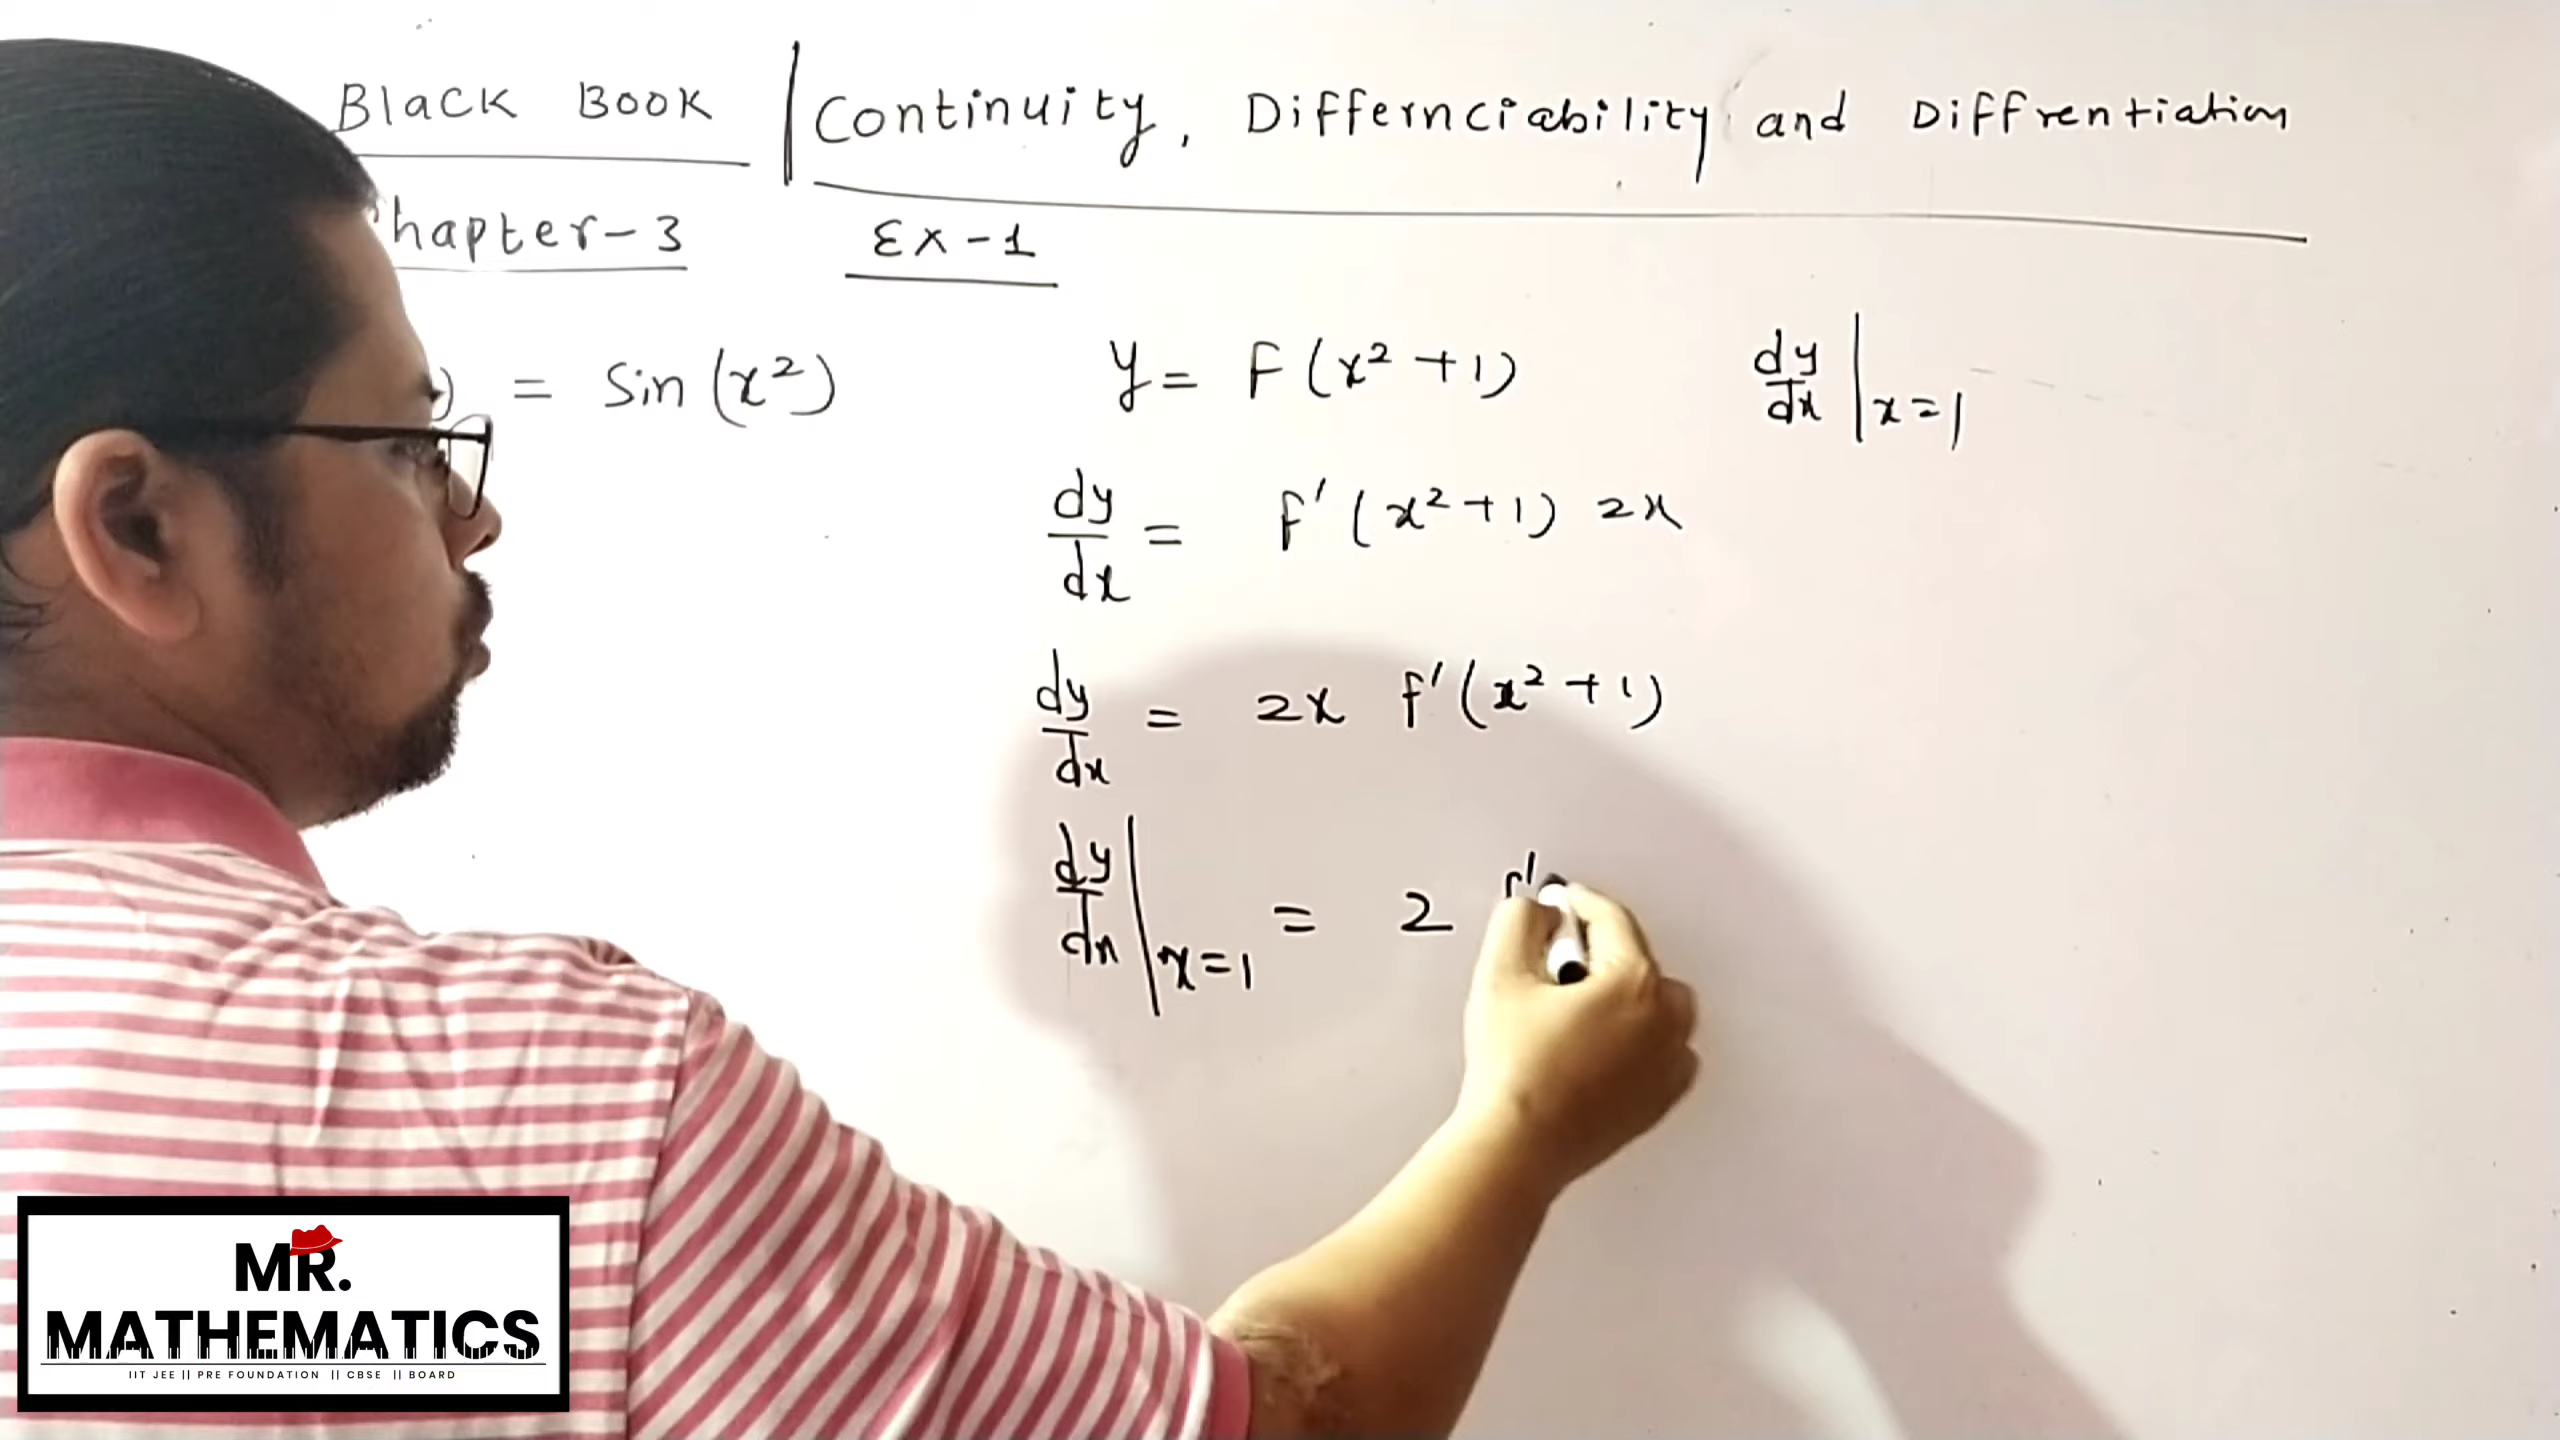 Black Book | Continuity, Differnciability and Diffrentiation
hapter-3 Ex-1
) = Sin (x²) y = F (x² + 1) dy/dx | x=1
dy/dx = f' (x² + 1) 2x
dy/dx = 2x f' (x² + 1)
dy/dx | x=1 = 2 f'
MR.
MATHEMATICS
IIT JEE || PRE FOUNDATION || CBSE || BOARD